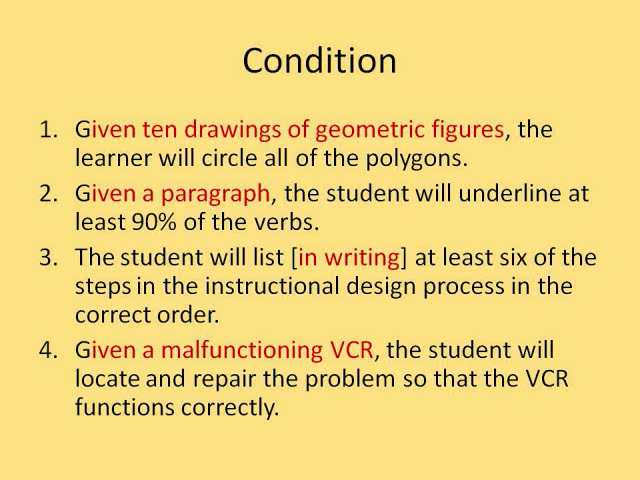 Condition
1. Given ten drawings of geometric figures, the
learner will circle all of the polygons.
2. Given a paragraph, the student will underline at
least 90% of the verbs.
3. The student will list [in writing] at least six of the
steps in the instructional design process in the
correct order.
4. Given a malfunctioning VCR, the student will
locate and repair the problem so that the VCR
functions correctly.